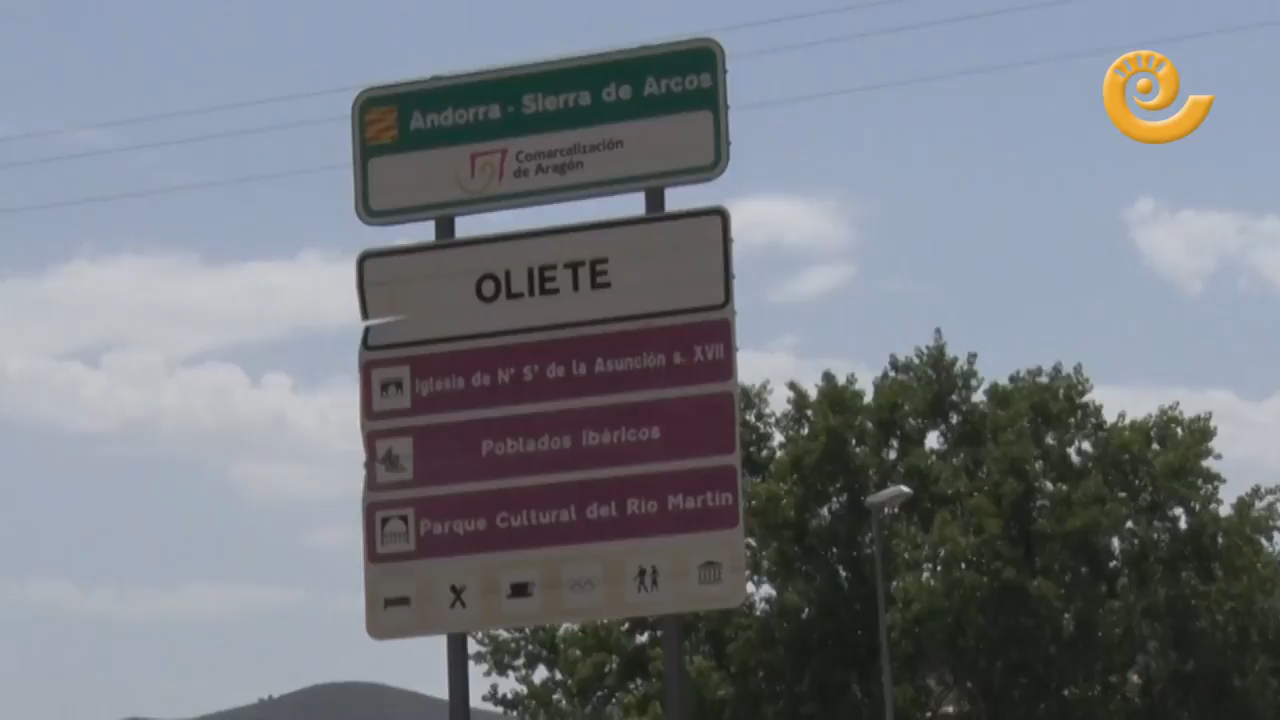 Andorra - Sierra de Arcos
Comarcalización
de Aragón
OLIETE
Iglesia de Nª Sª de la Asunción s. XVII
Poblados Ibéricos
Parque Cultural del Río Martín